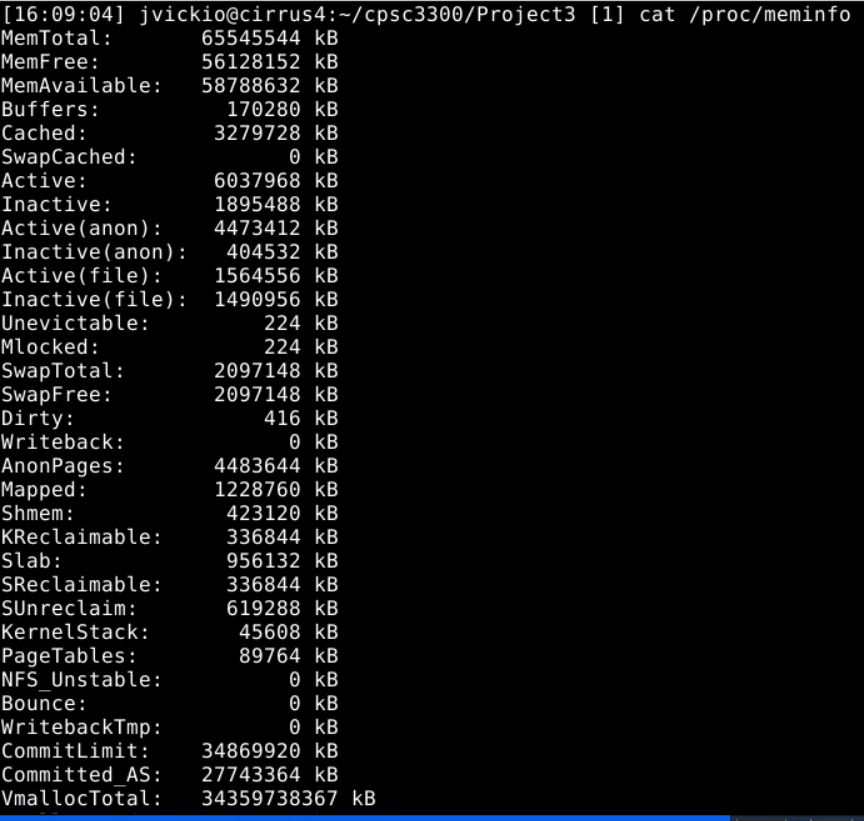 [16:09:04] jvickio@cirrus4:~/cpsc3300/Project3 [1] cat /proc/meminfo
MemTotal:       65545544 kB
MemFree:        56128152 kB
MemAvailable:   58788632 kB
Buffers:          170280 kB
Cached:          3279728 kB
SwapCached:            0 kB
Active:          6037968 kB
Inactive:        1895488 kB
Active(anon):    4473412 kB
Inactive(anon):   404532 kB
Active(file):    1564556 kB
Inactive(file):  1490956 kB
Unevictable:         224 kB
Mlocked:             224 kB
SwapTotal:       2097148 kB
SwapFree:        2097148 kB
Dirty:               416 kB
Writeback:             0 kB
AnonPages:       4483644 kB
Mapped:          1228760 kB
Shmem:            423120 kB
KReclaimable:     336844 kB
Slab:             956132 kB
SReclaimable:     336844 kB
SUnreclaim:       619288 kB
KernelStack:       45608 kB
PageTables:        89764 kB
NFS_Unstable:          0 kB
Bounce:                0 kB
WritebackTmp:          0 kB
CommitLimit:    34869920 kB
Committed_AS:   27743364 kB
VmallocTotal:   34359738367 kB